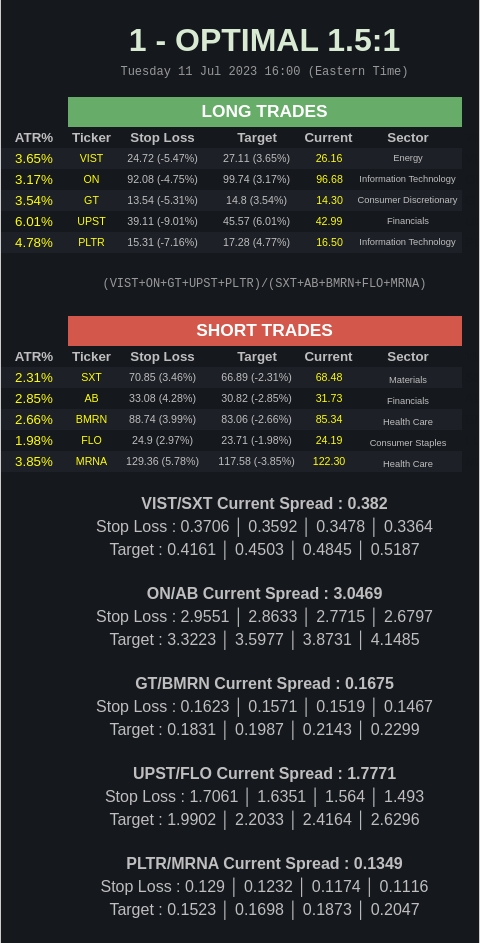 1 - OPTIMAL 1.5:1
Tuesday 11 Jul 2023 16:00 (Eastern Time)
LONG TRADES
ATR% Ticker Stop Loss Target Current Sector
3.65% VIST 24.72 (-5.47%) 27.11 (3.65%) 26.16 Energy
3.17% ON 92.08 (-4.75%) 99.74 (3.17%) 96.68 Information Technology
3.54% GT 13.54 (-5.31%) 14.8 (3.54%) 14.30 Consumer Discretionary
6.01% UPST 39.11 (-9.01%) 45.57 (6.01%) 42.99 Financials
4.78% PLTR 15.31 (-7.16%) 17.28 (4.77%) 16.50 Information Technology
(VIST+ON+GT+UPST+PLTR)/(SXT+AB+BMRN+FLO+MRNA)
SHORT TRADES
ATR% Ticker Stop Loss Target Current Sector
2.31% SXT 70.85 (3.46%) 66.89 (-2.31%) 68.48 Materials
2.85% AB 33.08 (4.28%) 30.82 (-2.85%) 31.73 Financials
2.66% BMRN 88.74 (3.99%) 83.06 (-2.66%) 85.34 Health Care
1.98% FLO 24.9 (2.97%) 23.71 (-1.98%) 24.19 Consumer Staples
3.85% MRNA 129.36 (5.78%) 117.58 (-3.85%) 122.30 Health Care
VIST/SXT Current Spread : 0.382
Stop Loss : 0.3706 │ 0.3592 │ 0.3478 │ 0.3364
Target : 0.4161 │ 0.4503 │ 0.4845 │ 0.5187
ON/AB Current Spread : 3.0469
Stop Loss : 2.9551 │ 2.8633 │ 2.7715 │ 2.6797
Target : 3.3223 │ 3.5977 │ 3.8731 │ 4.1485
GT/BMRN Current Spread : 0.1675
Stop Loss : 0.1623 │ 0.1571 │ 0.1519 │ 0.1467
Target : 0.1831 │ 0.1987 │ 0.2143 │ 0.2299
UPST/FLO Current Spread : 1.7771
Stop Loss : 1.7061 │ 1.6351 │ 1.564 │ 1.493
Target : 1.9902 │ 2.2033 │ 2.4164 │ 2.6296
PLTR/MRNA Current Spread : 0.1349
Stop Loss : 0.129 │ 0.1232 │ 0.1174 │ 0.1116
Target : 0.1523 │ 0.1698 │ 0.1873 │ 0.2047